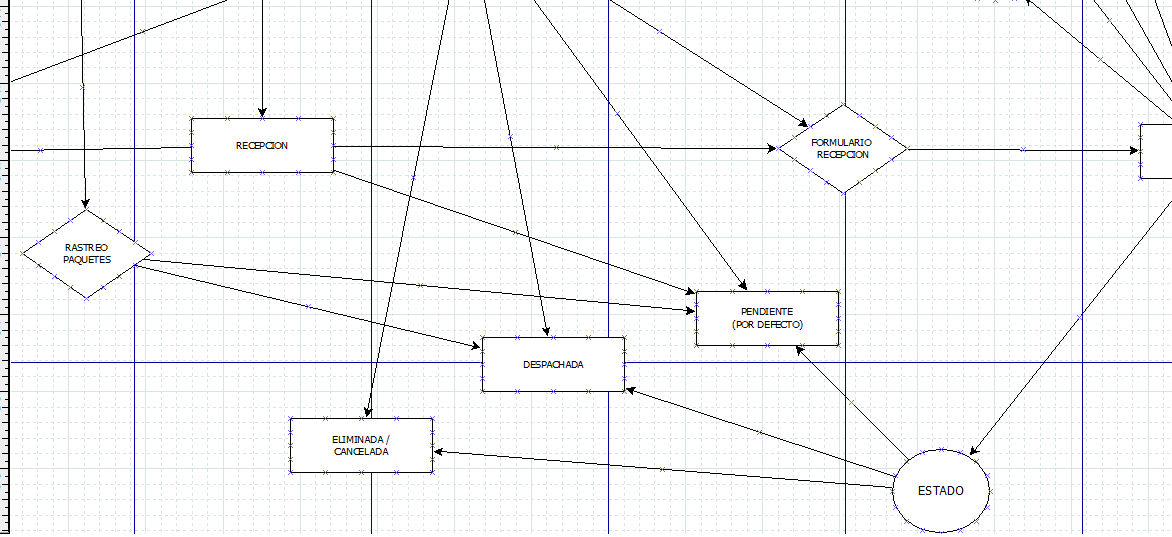 RECEPCION
FORMULARIO
RECEPCION
RASTREO
PAQUETES
PENDIENTE
(POR DEFECTO)
DESPACHADA
ELIMINADA /
CANCELADA
ESTADO